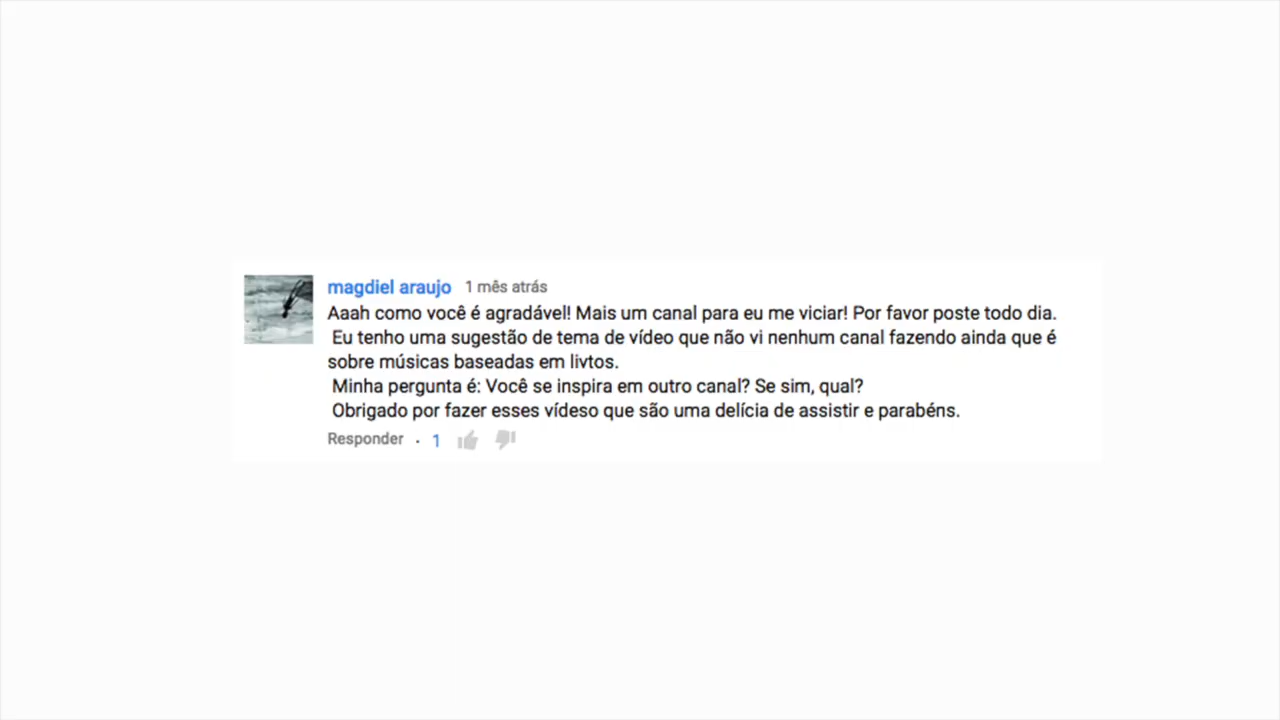 magdiel araujo 1 mês atrás
Aaah como você é agradável! Mais um canal para eu me viciar! Por favor poste todo dia.
Eu tenho uma sugestão de tema de vídeo que não vi nenhum canal fazendo ainda que é
sobre músicas baseadas em livtos.
Minha pergunta é: Você se inspira em outro canal? Se sim, qual?
Obrigado por fazer esses vídeso que são uma delícia de assistir e parabéns.
Responder · 1